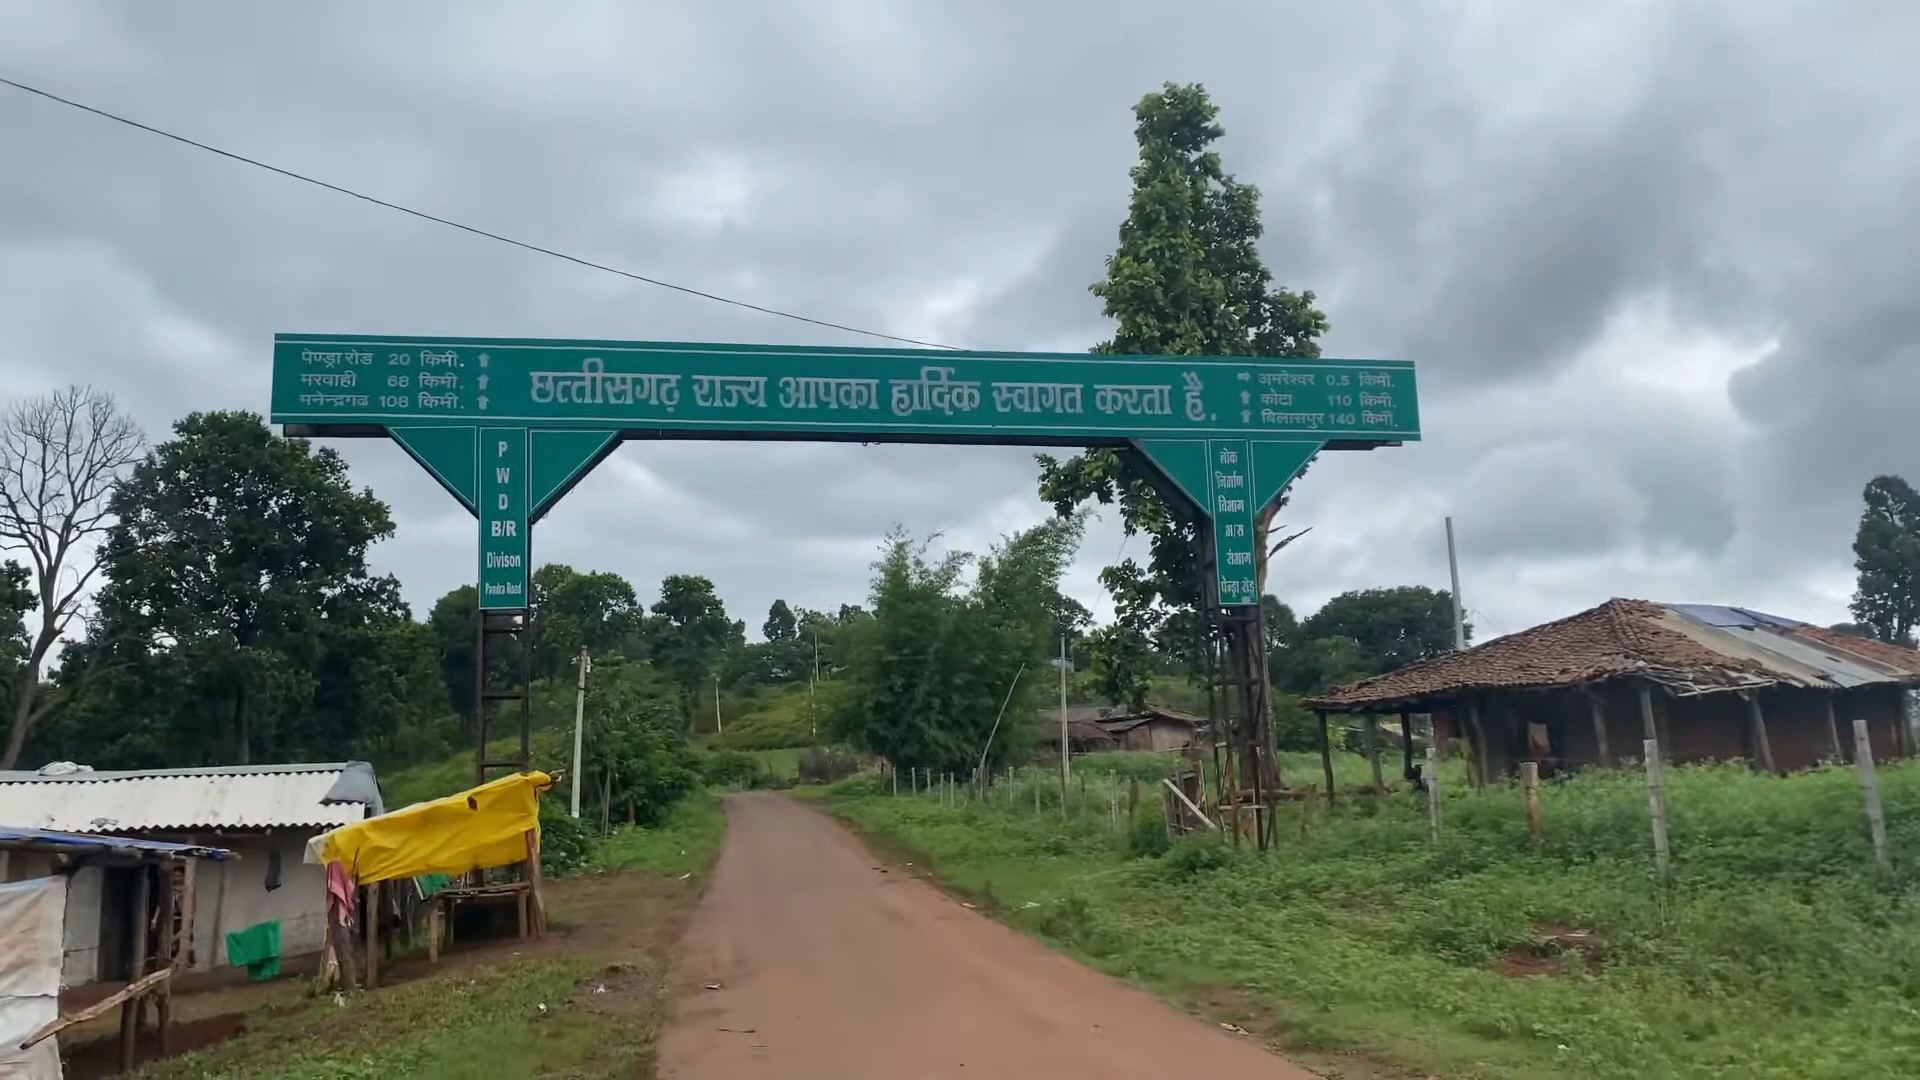 पेण्ड्रा रोड 20 किमी.
मरवाही 68 किमी.
मनेन्द्रगढ 108 किमी.
छत्तीसगढ़ राज्य आपका हार्दिक स्वागत करता है.
अमरेश्वर 0.5 किमी.
कोटा 110 किमी.
बिलासपुर 140 किमी.
P
W
D
B/R
Divison
Pandra Road
लोक
निर्माण
विभाग
भ/स
संभाग
पेन्ड्रा रोड़